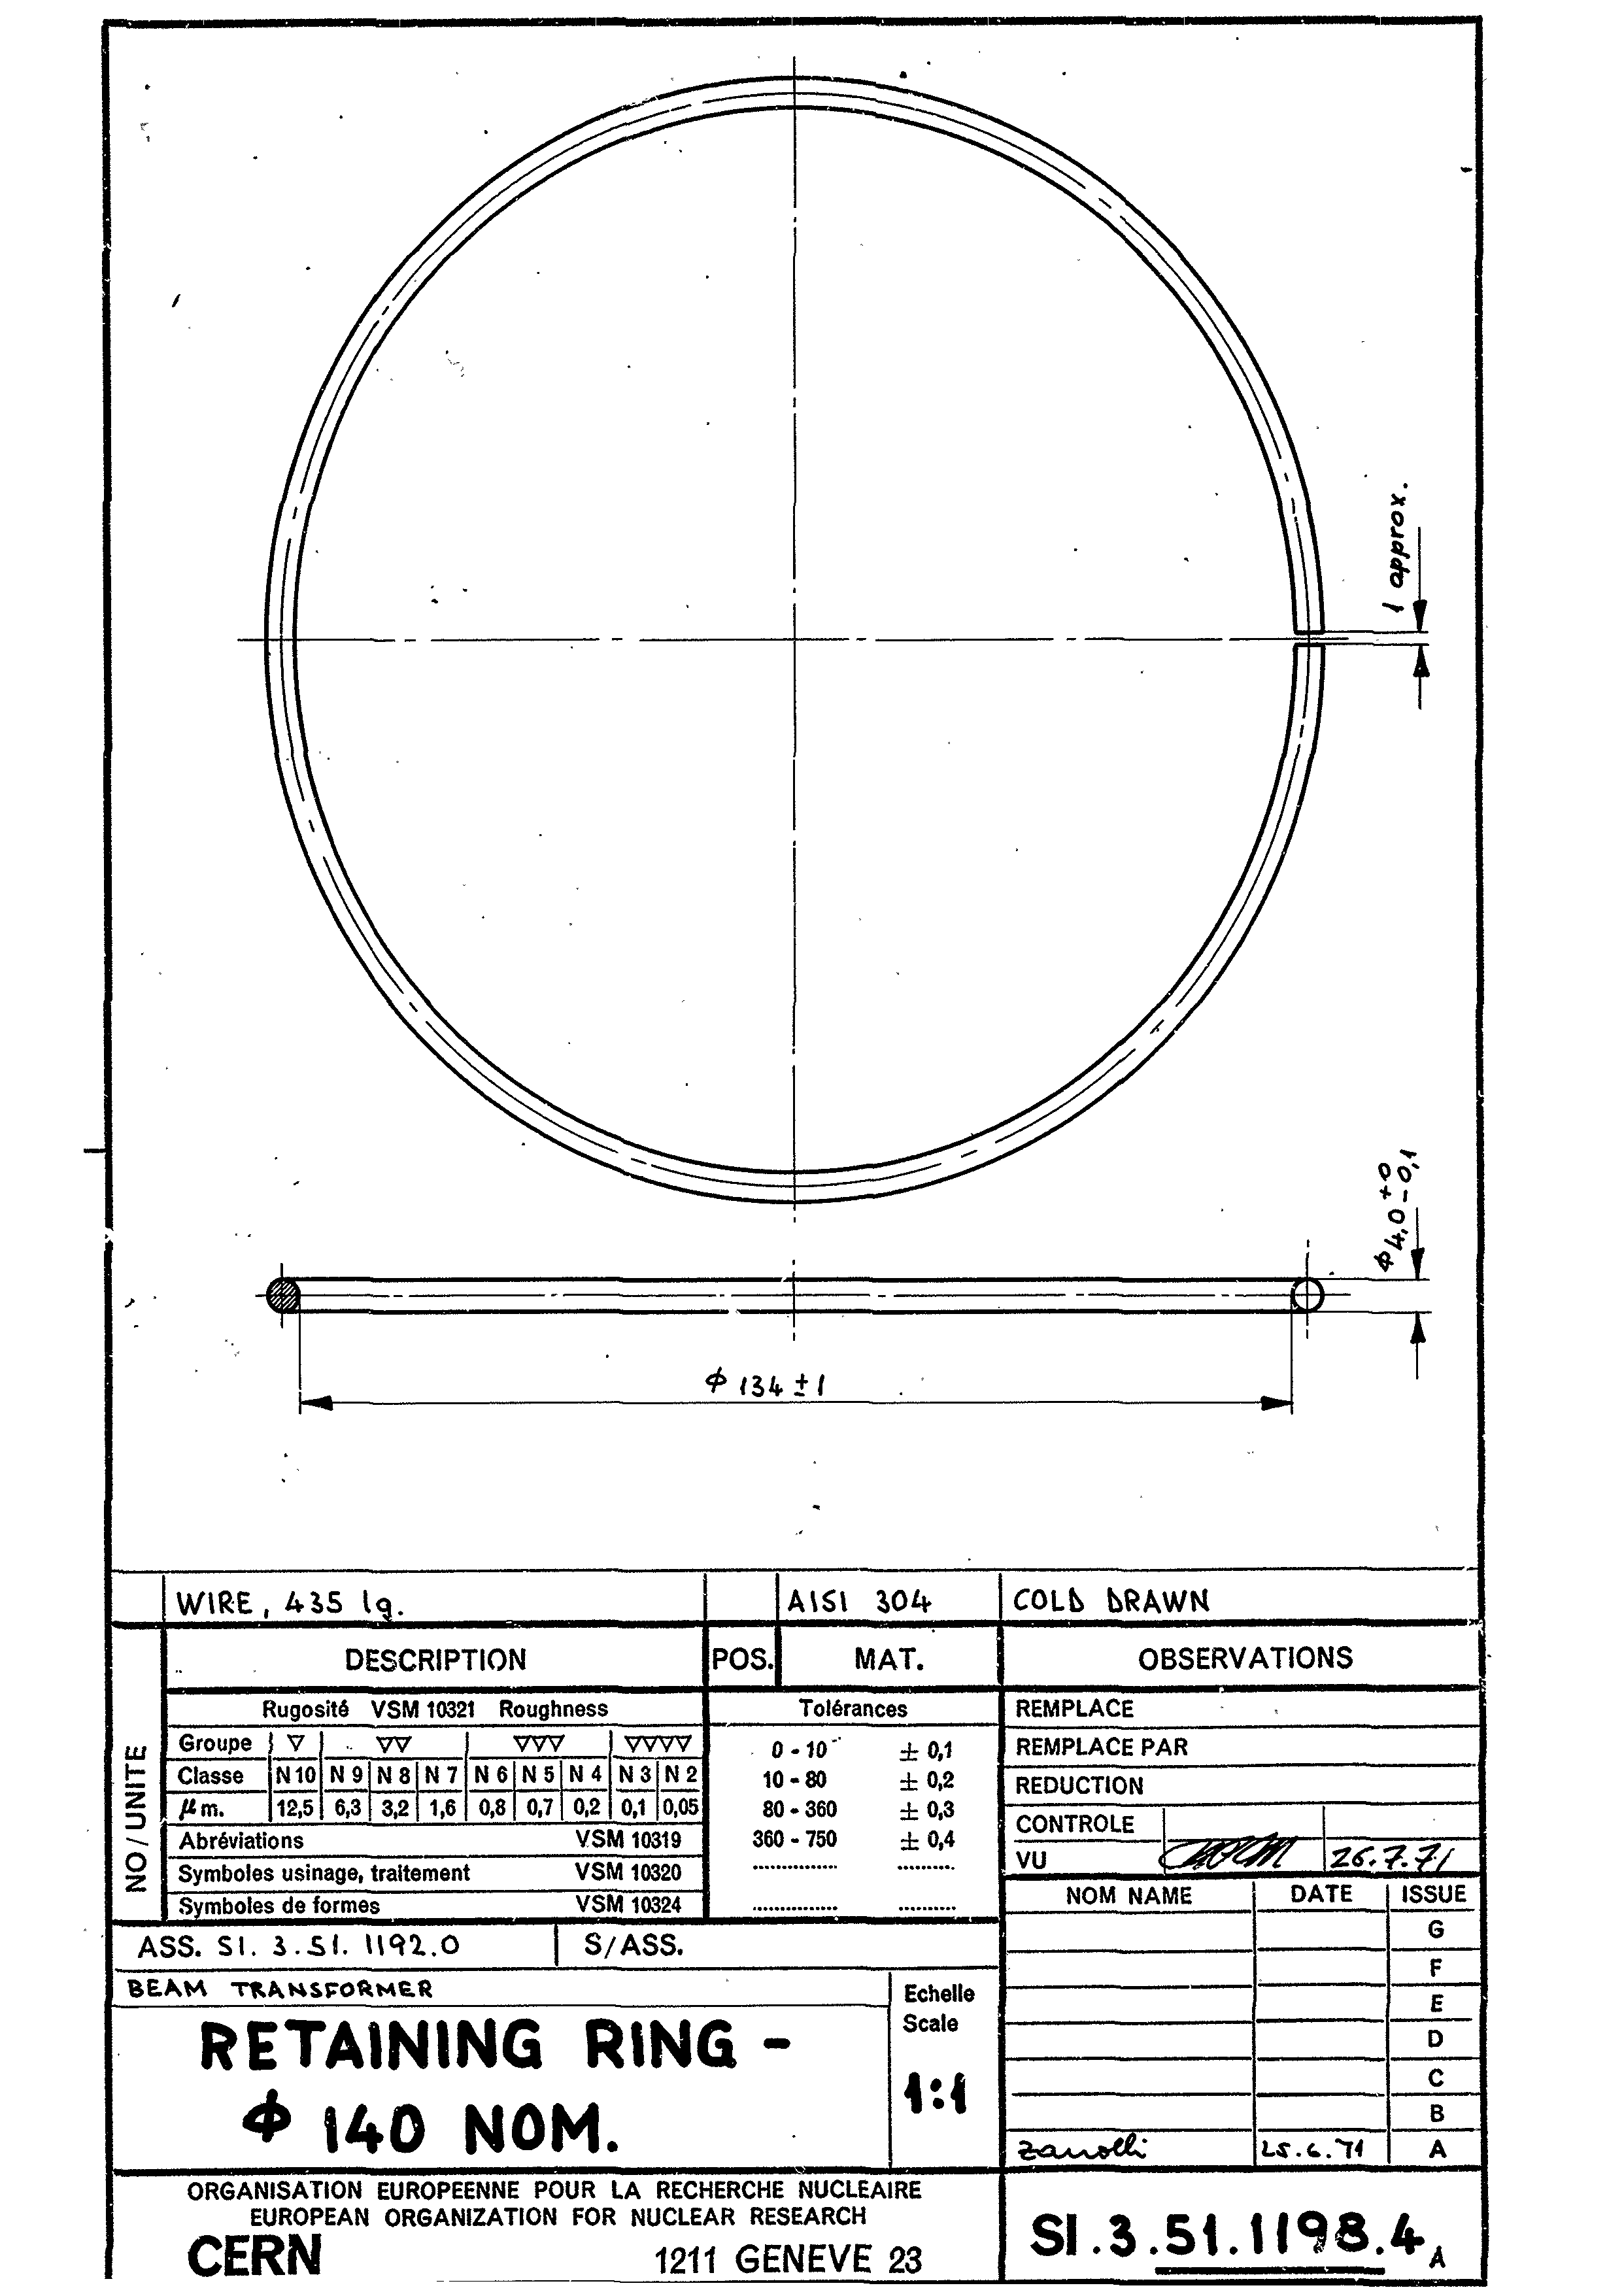 1 approx.
ϕ 4,0 +0 -0,1
ϕ 134 ± 1
WIRE, 435 lg. AISI 304 COLD DRAWN
NO / UNITE DESCRIPTION POS. MAT. OBSERVATIONS
Rugosité VSM 10321 Roughness
Groupe ▽ ▽▽ ▽▽▽ ▽▽▽▽
Classe N 10 N 9 N 8 N 7 N 6 N 5 N 4 N 3 N 2
μ m. 12,5 6,3 3,2 1,6 0,8 0,7 0,2 0,1 0,05
Abréviations VSM 10319
Symboles usinage, traitement VSM 10320
Symboles de formes VSM 10324
Tolérances
0 - 10 ± 0,1
10 - 80 ± 0,2
80 - 360 ± 0,3
360 - 750 ± 0,4
REMPLACE
REMPLACE PAR
REDUCTION
CONTROLE
VU 26.7.71
NOM NAME DATE ISSUE
G
F
E
D
C
B
Zanolli 25.6.71 A
ASS. SI. 3.51. 1192.0 S/ASS.
BEAM TRANSFORMER
RETAINING RING -
ϕ 140 NOM.
Echelle
Scale
1:1
ORGANISATION EUROPEENNE POUR LA RECHERCHE NUCLEAIRE
EUROPEAN ORGANIZATION FOR NUCLEAR RESEARCH
CERN 1211 GENEVE 23
SI.3.51.1198.4 A